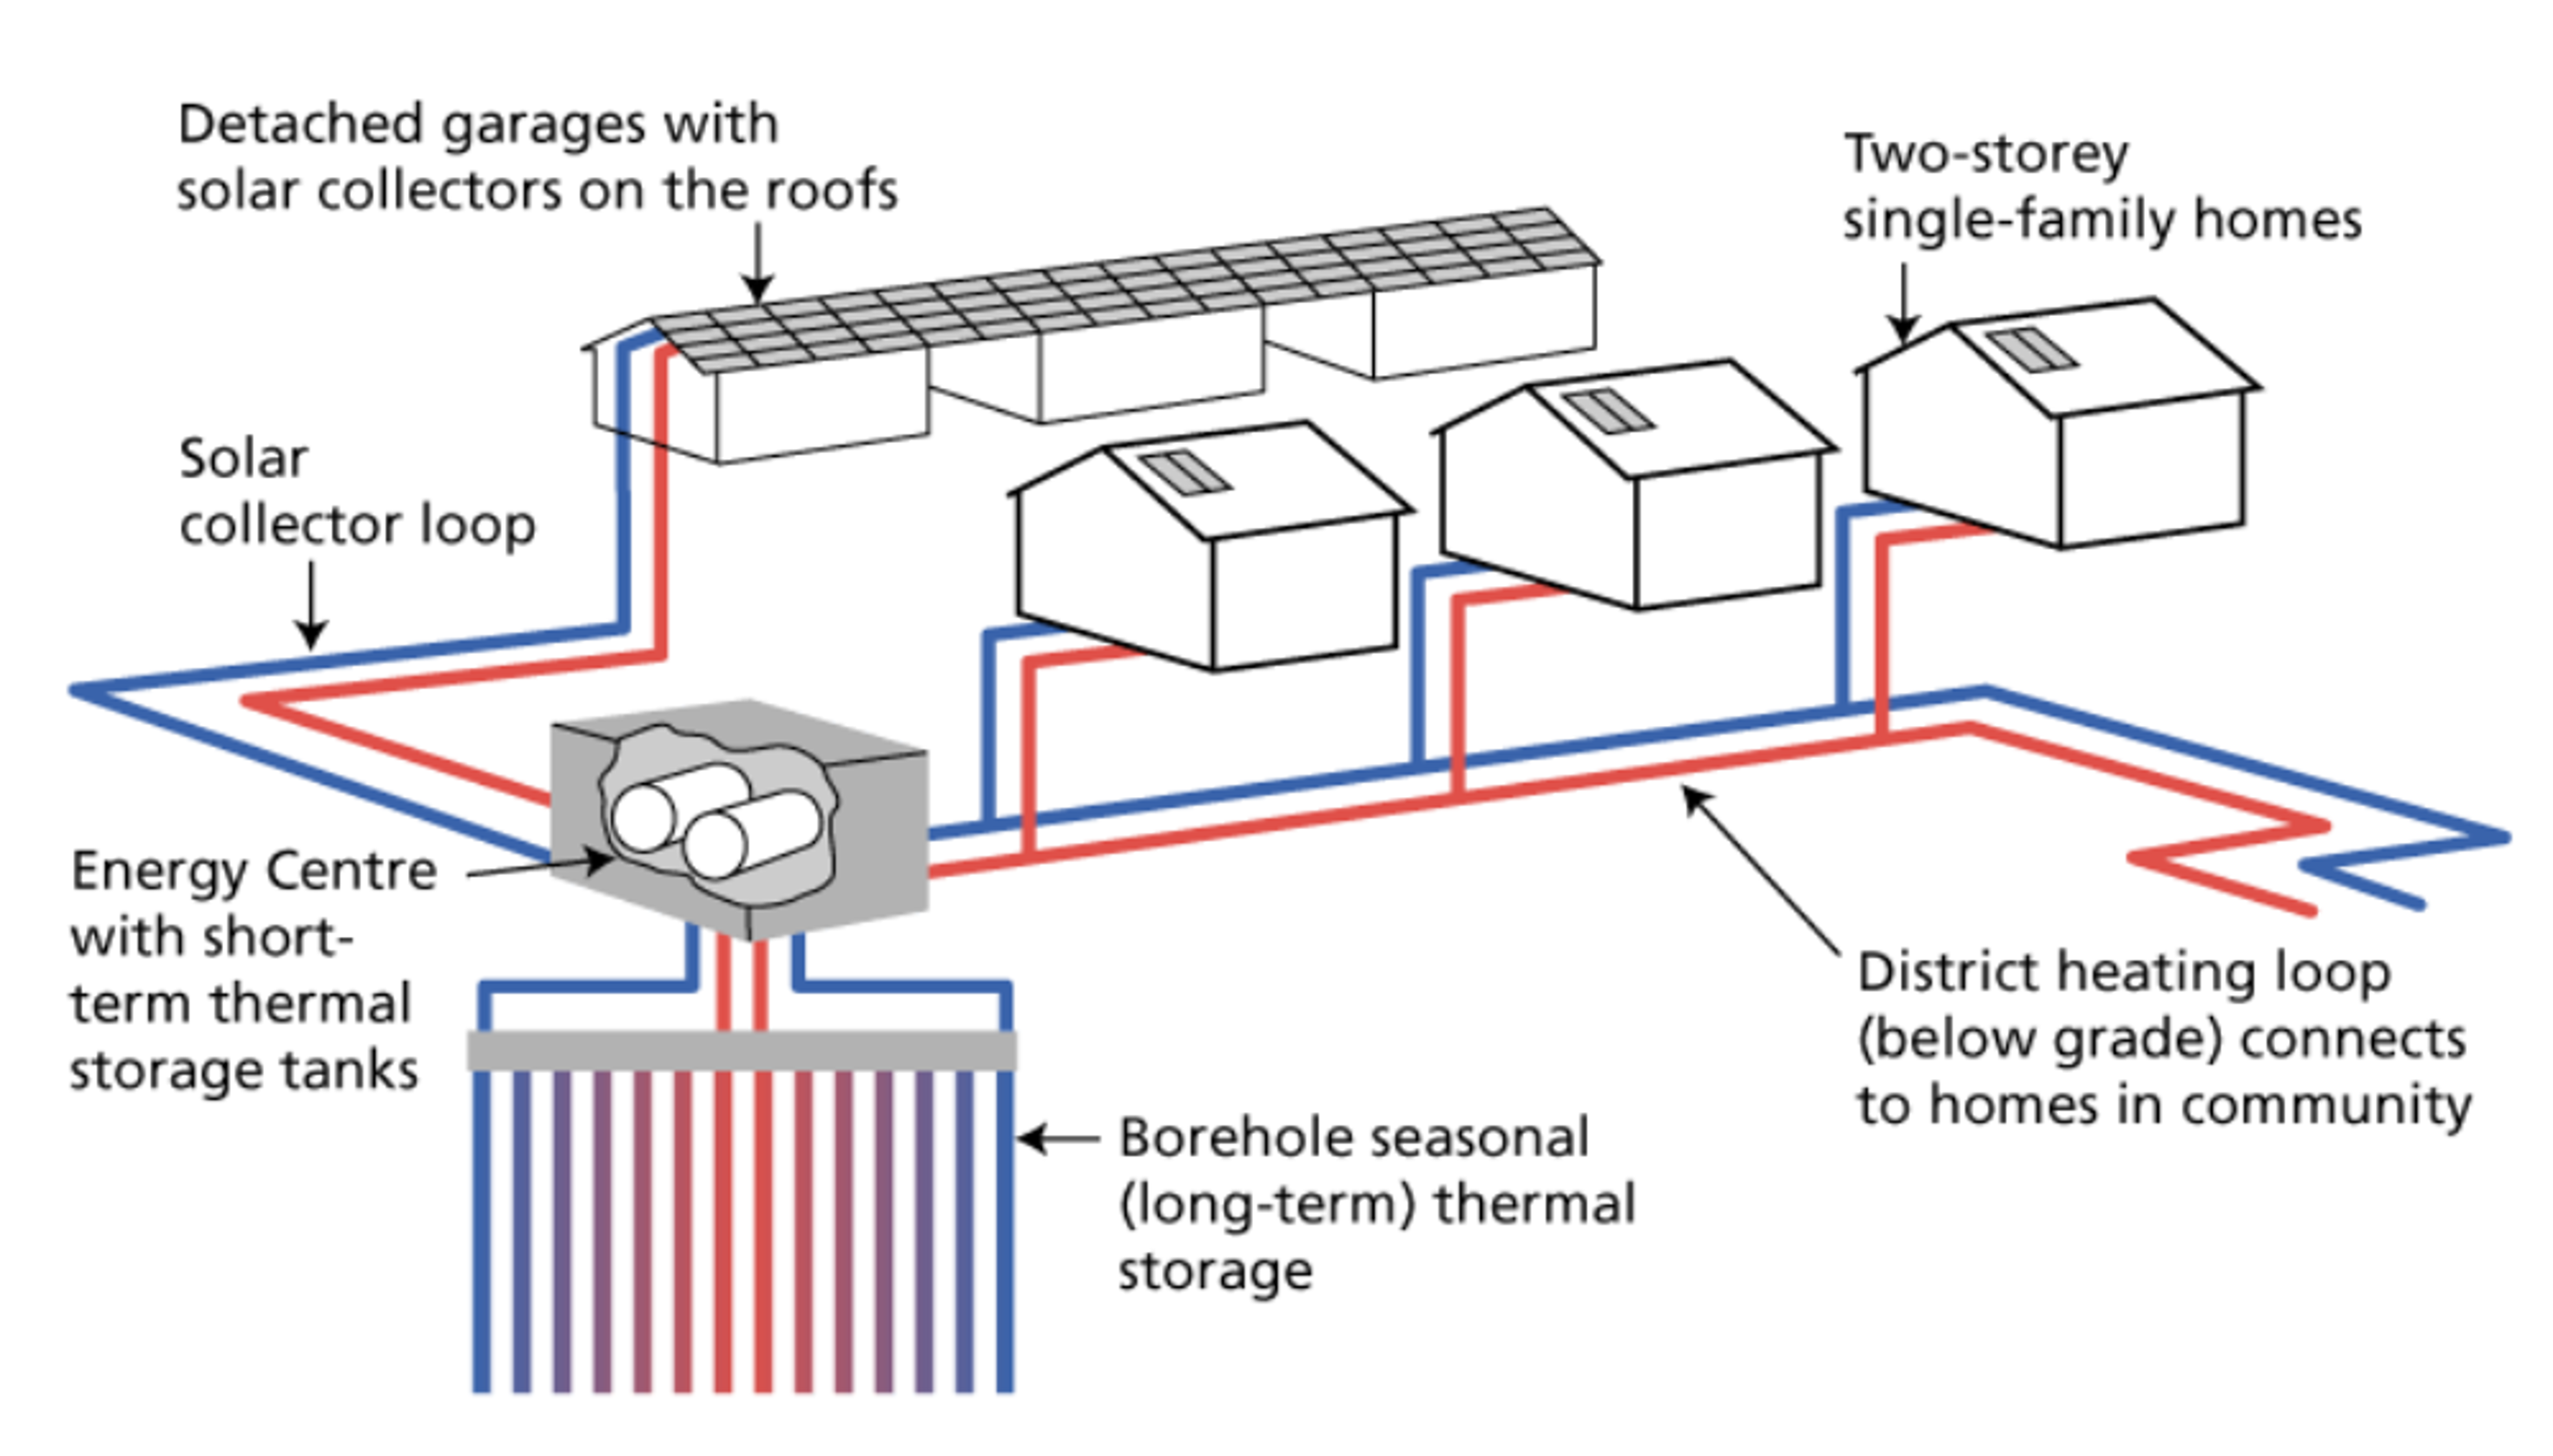 Detached garages with
solar collectors on the roofs
Two-storey
single-family homes
Solar
collector loop
Energy Centre
with short-
term thermal
storage tanks
District heating loop
(below grade) connects
to homes in community
Borehole seasonal
(long-term) thermal
storage